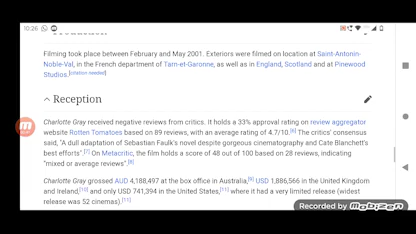 10:26
Filming took place between February and May 2001. Exteriors were filmed on location at Saint-Antonin-
Noble-Val, in the French department of Tarn-et-Garonne, as well as in England, Scotland and at Pinewood
Studios.[citation needed]
Reception
Charlotte Gray received negative reviews from critics. It holds a 33% approval rating on review aggregator
website Rotten Tomatoes based on 89 reviews, with an average rating of 4.7/10.[6] The critics' consensus
said, "A dull adaptation of Sebastian Faulk's novel despite gorgeous cinematography and Cate Blanchett's
best efforts".[7] On Metacritic, the film holds a score of 48 out of 100 based on 28 reviews, indicating
"mixed or average reviews".[8]
Charlotte Gray grossed AUD 4,188,497 at the box office in Australia,[9] USD 1,886,566 in the United Kingdom
and Ireland,[10] and only USD 741,394 in the United States,[11] where it had a very limited release (widest
release was 52 cinemas).[11]
Recorded by mobizen